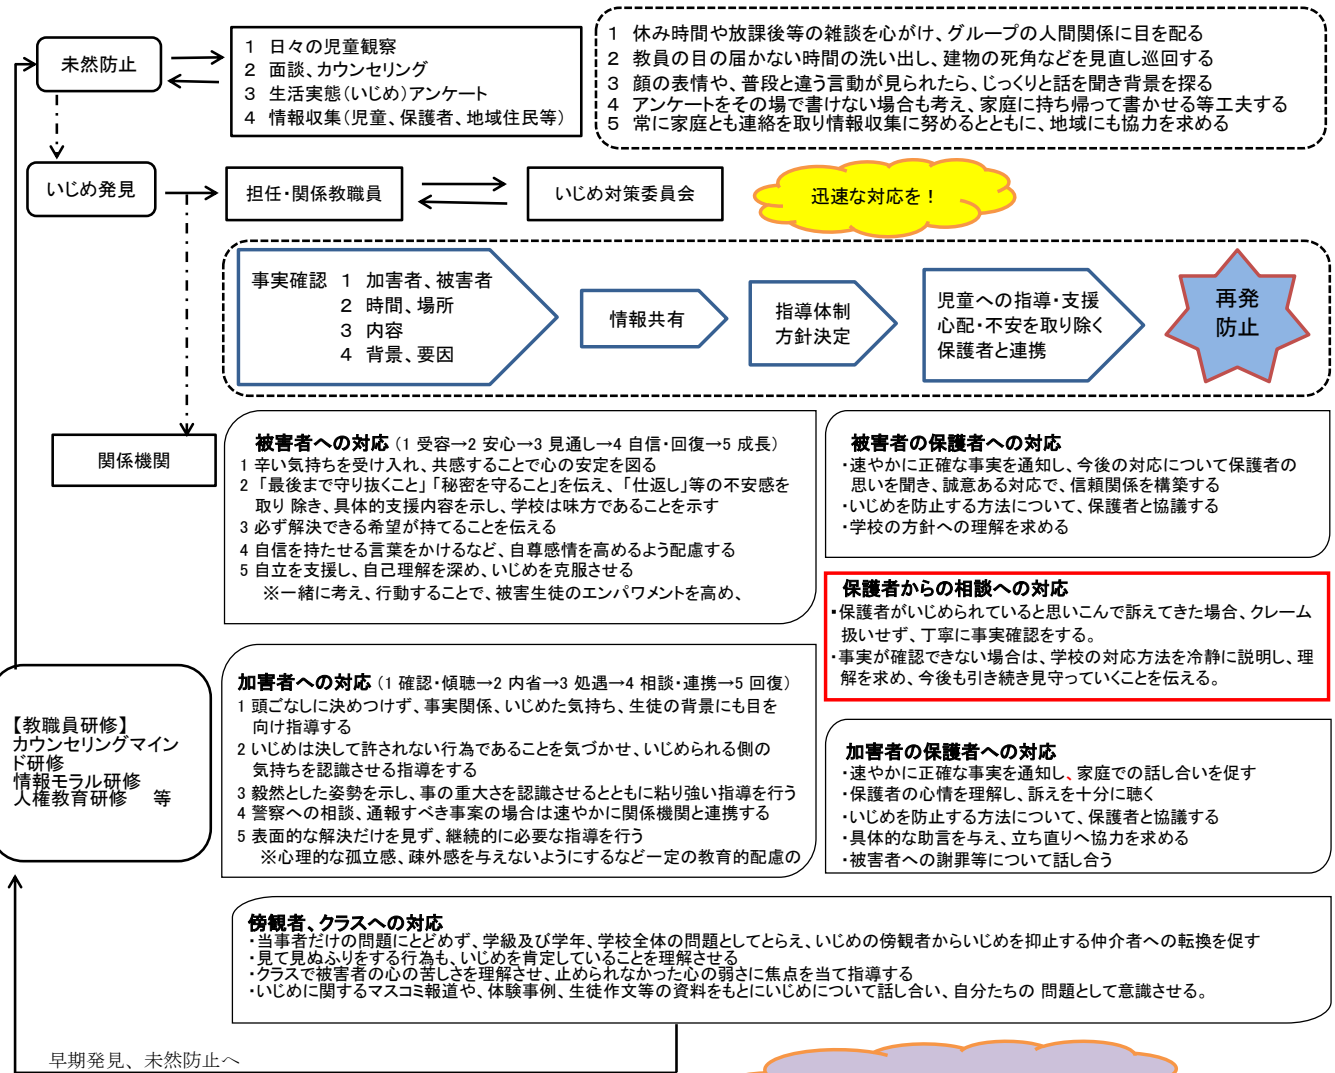 未然防止
1 日々の児童観察
2 面談、カウンセリング
3 生活実態（いじめ）アンケート
4 情報収集（児童、保護者、地域住民等）
1 休み時間や放課後等の雑談を心がけ、グループの人間関係に目を配る
2 教員の目の届かない時間の洗い出し、建物の死角などを見直し巡回する
3 顔の表情や、普段と違う言動が見られたら、じっくりと話を聞き背景を探る
4 アンケートをその場で書けない場合も考え、家庭に持ち帰って書かせる等工夫する
5 常に家庭とも連絡を取り情報収集に努めるとともに、地域にも協力を求める
いじめ発見
担任・関係教職員
いじめ対策委員会
迅速な対応を！
事実確認 1 加害者、被害者
2 時間、場所
3 内容
4 背景、要因
情報共有
指導体制
方針決定
児童への指導・支援
心配・不安を取り除く
保護者と連携
再発
防止
関係機関
被害者への対応（1 受容→2 安心→3 見通し→4 自信・回復→5 成長）
1 辛い気持ちを受け入れ、共感することで心の安定を図る
2 「最後まで守り抜くこと」「秘密を守ること」を伝え、「仕返し」等の不安感を
取り 除き、具体的支援内容を示し、学校は味方であることを示す
3 必ず解決できる希望が持てることを伝える
4 自信を持たせる言葉をかけるなど、自尊感情を高めるよう配慮する
5 自立を支援し、自己理解を深め、いじめを克服させる
※一緒に考え、行動することで、被害生徒のエンパワメントを高め、
被害者の保護者への対応
・速やかに正確な事実を通知し、今後の対応について保護者の
思いを聞き、誠意ある対応で、信頼関係を構築する
・いじめを防止する方法について、保護者と協議する
・学校の方針への理解を求める
保護者からの相談への対応
・保護者がいじめられていると思いこんで訴えてきた場合、クレーム
扱いせず、丁寧に事実確認をする。
・事実が確認できない場合は、学校の対応方法を冷静に説明し、理
解を求め、今後も引き続き見守っていくことを伝える。
加害者への対応（1 確認・傾聴→2 内省→3 処遇→4 相談・連携→5 回復）
1 頭ごなしに決めつけず、事実関係、いじめた気持ち、生徒の背景にも目を
向け指導する
2 いじめは決して許されない行為であることを気づかせ、いじめられる側の
気持ちを認識させる指導をする
3 毅然とした姿勢を示し、事の重大さを認識させるとともに粘り強い指導を行う
4 警察への相談、通報すべき事案の場合は速やかに関係機関と連携する
5 表面的な解決だけを見ず、継続的に必要な指導を行う
※心理的な孤立感、疎外感を与えないようにするなど一定の教育的配慮の
加害者の保護者への対応
・速やかに正確な事実を通知し、家庭での話し合いを促す
・保護者の心情を理解し、訴えを十分に聴く
・いじめを防止する方法について、保護者と協議する
・具体的な助言を与え、立ち直りへ協力を求める
・被害者への謝罪等について話し合う
【教職員研修】
カウンセリングマイン
ド研修
情報モラル研修
人権教育研修　等
傍観者、クラスへの対応
・当事者だけの問題にとどめず、学級及び学年、学校全体の問題としてとらえ、いじめの傍観者からいじめを抑止する仲介者への転換を促す
・見て見ぬふりをする行為も、いじめを肯定していることを理解させる
・クラスで被害者の心の苦しさを理解させ、止められなかった心の弱さに焦点を当て指導する
・いじめに関するマスコミ報道や、体験事例、生徒作文等の資料をもとにいじめについて話し合い、自分たちの 問題として意識させる。
早期発見、未然防止へ